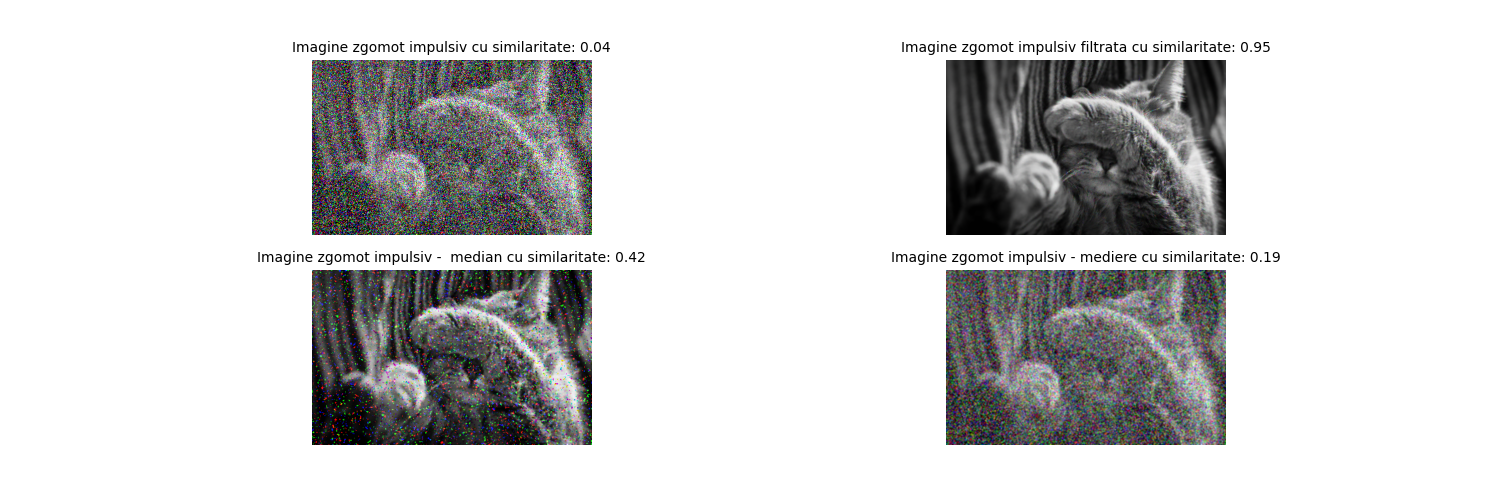 Imagine zgomot impulsiv cu similaritate: 0.04
Imagine zgomot impulsiv filtrata cu similaritate: 0.95
Imagine zgomot impulsiv -  median cu similaritate: 0.42
Imagine zgomot impulsiv - mediere cu similaritate: 0.19